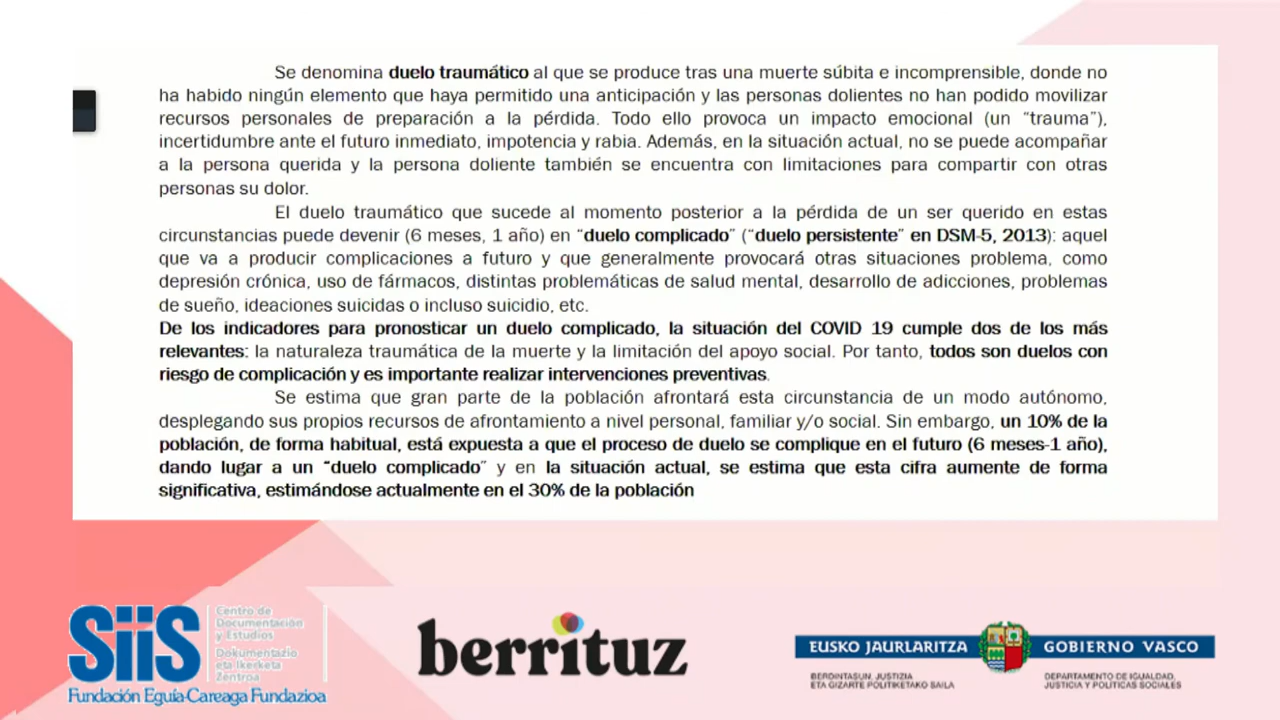 Se denomina duelo traumático al que se produce tras una muerte súbita e incomprensible, donde no
ha habido ningún elemento que haya permitido una anticipación y las personas dolientes no han podido movilizar
recursos personales de preparación a la pérdida. Todo ello provoca un impacto emocional (un “trauma”),
incertidumbre ante el futuro inmediato, impotencia y rabia. Además, en la situación actual, no se puede acompañar
a la persona querida y la persona doliente también se encuentra con limitaciones para compartir con otras
personas su dolor.
El duelo traumático que sucede al momento posterior a la pérdida de un ser querido en estas
circunstancias puede devenir (6 meses, 1 año) en “duelo complicado” (“duelo persistente” en DSM-5, 2013): aquel
que va a producir complicaciones a futuro y que generalmente provocará otras situaciones problema, como
depresión crónica, uso de fármacos, distintas problemáticas de salud mental, desarrollo de adicciones, problemas
de sueño, ideaciones suicidas o incluso suicidio, etc.
De los indicadores para pronosticar un duelo complicado, la situación del COVID 19 cumple dos de los más
relevantes: la naturaleza traumática de la muerte y la limitación del apoyo social. Por tanto, todos son duelos con
riesgo de complicación y es importante realizar intervenciones preventivas.
Se estima que gran parte de la población afrontará esta circunstancia de un modo autónomo,
desplegando sus propios recursos de afrontamiento a nivel personal, familiar y/o social. Sin embargo, un 10% de la
población, de forma habitual, está expuesta a que el proceso de duelo se complique en el futuro (6 meses-1 año),
dando lugar a un “duelo complicado” y en la situación actual, se estima que esta cifra aumente de forma
significativa, estimándose actualmente en el 30% de la población
SiiS
Centro de
Documentación
y Estudios
Dokumentazio
eta Ikerketa
Zentroa
Fundación Eguía-Careaga Fundazioa
berrituz
EUSKO JAURLARITZA GOBIERNO VASCO
BERDINTASUN, JUSTIZIA
ETA GIZARTE POLITIKETAKO SAILA
DEPARTAMENTO DE IGUALDAD,
JUSTICIA Y POLÍTICAS SOCIALES